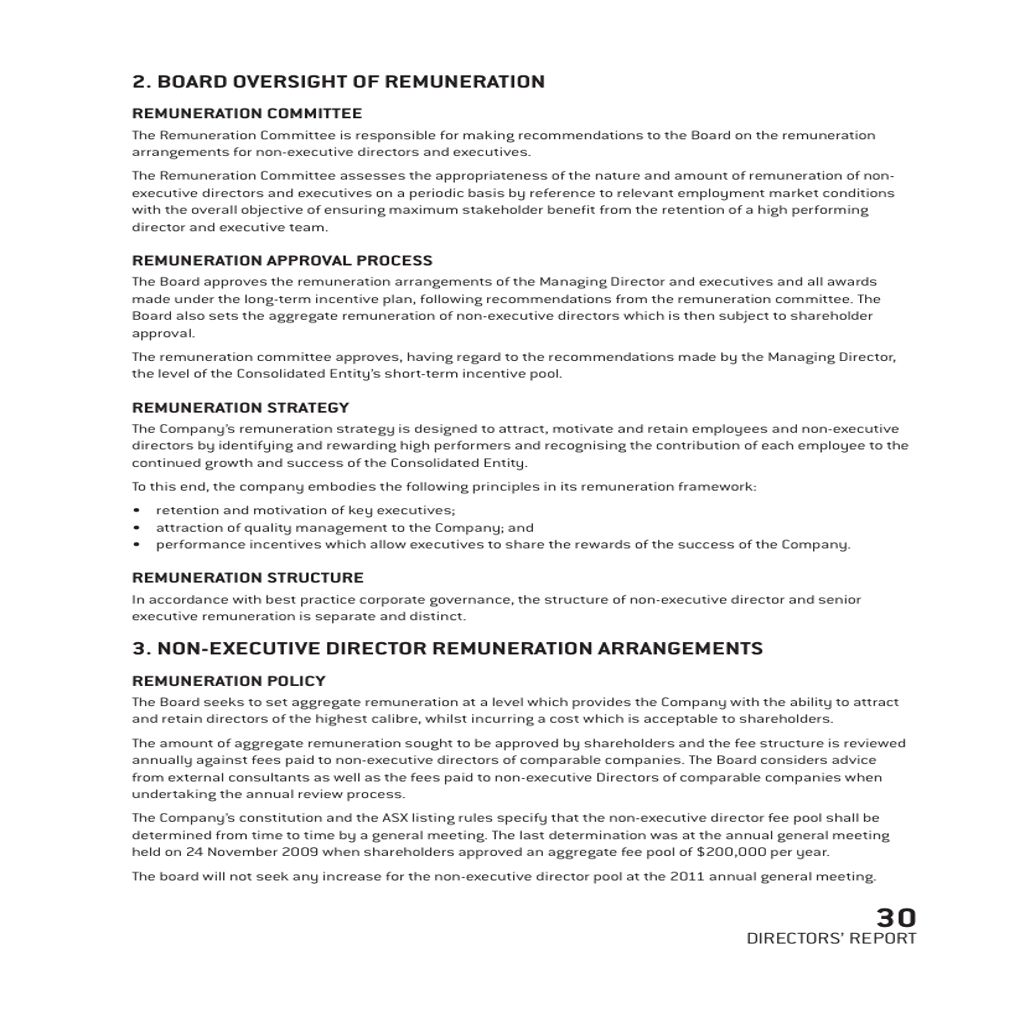 2. BOARD OVERSIGHT OF REMUNERATION
REMUNERATION COMMITTEE
The Remuneration Committee is responsible for making recommendations to the Board on the remuneration
arrangements for non-executive directors and executives.
The Remuneration Committee assesses the appropriateness of the nature and amount of remuneration of non-
executive directors and executives on a periodic basis by reference to relevant employment market conditions
with the overall objective of ensuring maximum stakeholder benefit from the retention of a high performing
director and executive team.
REMUNERATION APPROVAL PROCESS
The Board approves the remuneration arrangements of the Managing Director and executives and all awards
made under the long-term incentive plan, following recommendations from the remuneration committee. The
Board also sets the aggregate remuneration of non-executive directors which is then subject to shareholder
approval.
The remuneration committee approves, having regard to the recommendations made by the Managing Director,
the level of the Consolidated Entity's short-term incentive pool.
REMUNERATION STRATEGY
The Company's remuneration strategy is designed to attract, motivate and retain employees and non-executive
directors by identifying and rewarding high performers and recognising the contribution of each employee to the
continued growth and success of the Consolidated Entity.
To this end, the company embodies the following principles in its remuneration framework:
• retention and motivation of key executives;
• attraction of quality management to the Company; and
• performance incentives which allow executives to share the rewards of the success of the Company.
REMUNERATION STRUCTURE
In accordance with best practice corporate governance, the structure of non-executive director and senior
executive remuneration is separate and distinct.
3. NON-EXECUTIVE DIRECTOR REMUNERATION ARRANGEMENTS
REMUNERATION POLICY
The Board seeks to set aggregate remuneration at a level which provides the Company with the ability to attract
and retain directors of the highest calibre, whilst incurring a cost which is acceptable to shareholders.
The amount of aggregate remuneration sought to be approved by shareholders and the fee structure is reviewed
annually against fees paid to non-executive directors of comparable companies. The Board considers advice
from external consultants as well as the fees paid to non-executive Directors of comparable companies when
undertaking the annual review process.
The Company's constitution and the ASX listing rules specify that the non-executive director fee pool shall be
determined from time to time by a general meeting. The last determination was at the annual general meeting
held on 24 November 2009 when shareholders approved an aggregate fee pool of $200,000 per year.
The board will not seek any increase for the non-executive director pool at the 2011 annual general meeting.
30
DIRECTORS' REPORT